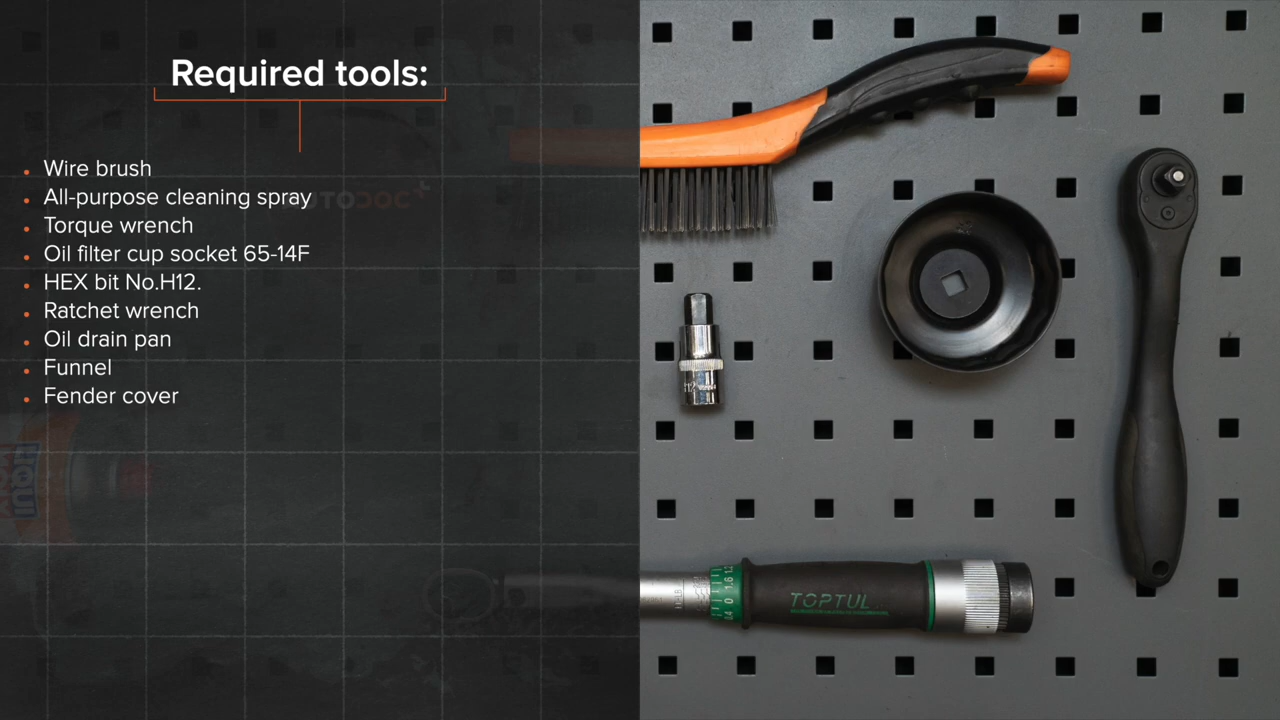 Required tools:
Wire brush
All-purpose cleaning spray
AUTODOC
Torque wrench
Oil filter cup socket 65-14F
HEX bit No.H12.
Ratchet wrench
Oil drain pan
Funnel
Fender cover
TOPTUL